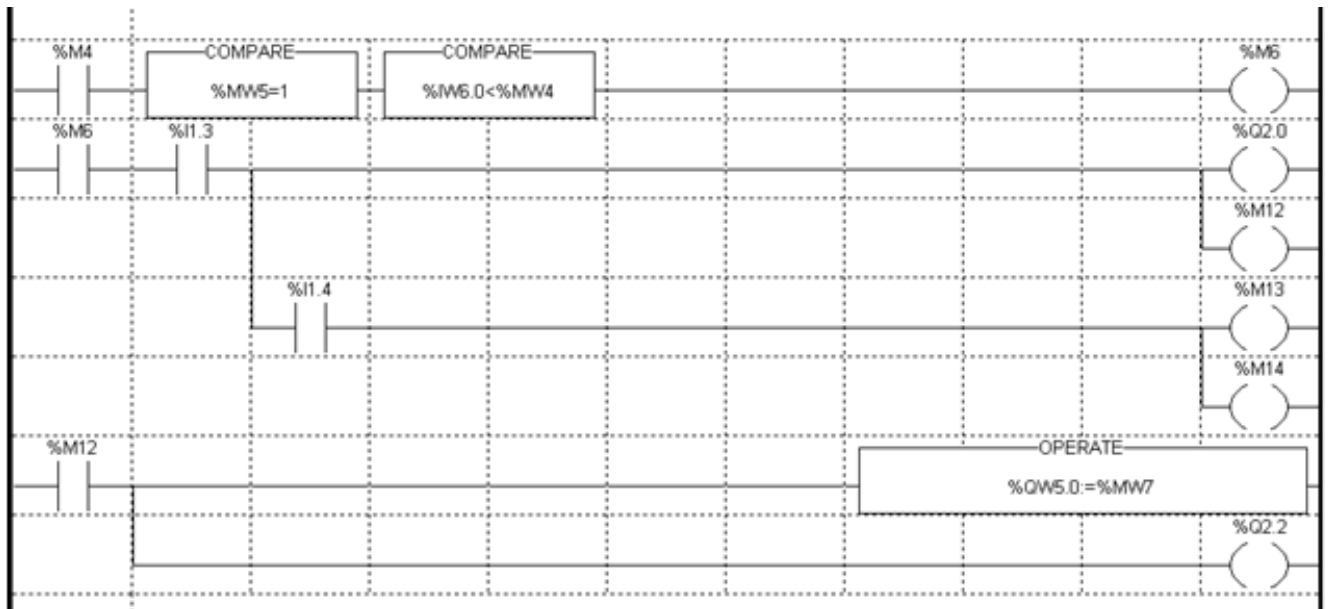 %M4 COMPARE COMPARE %M6
%MW5=1 %IW6.0<%MW4
%M6 %I1.3 %Q2.0
%M12
%I1.4 %M13
%M14
%M12 OPERATE
%QW5.0:=%MW7
%Q2.2